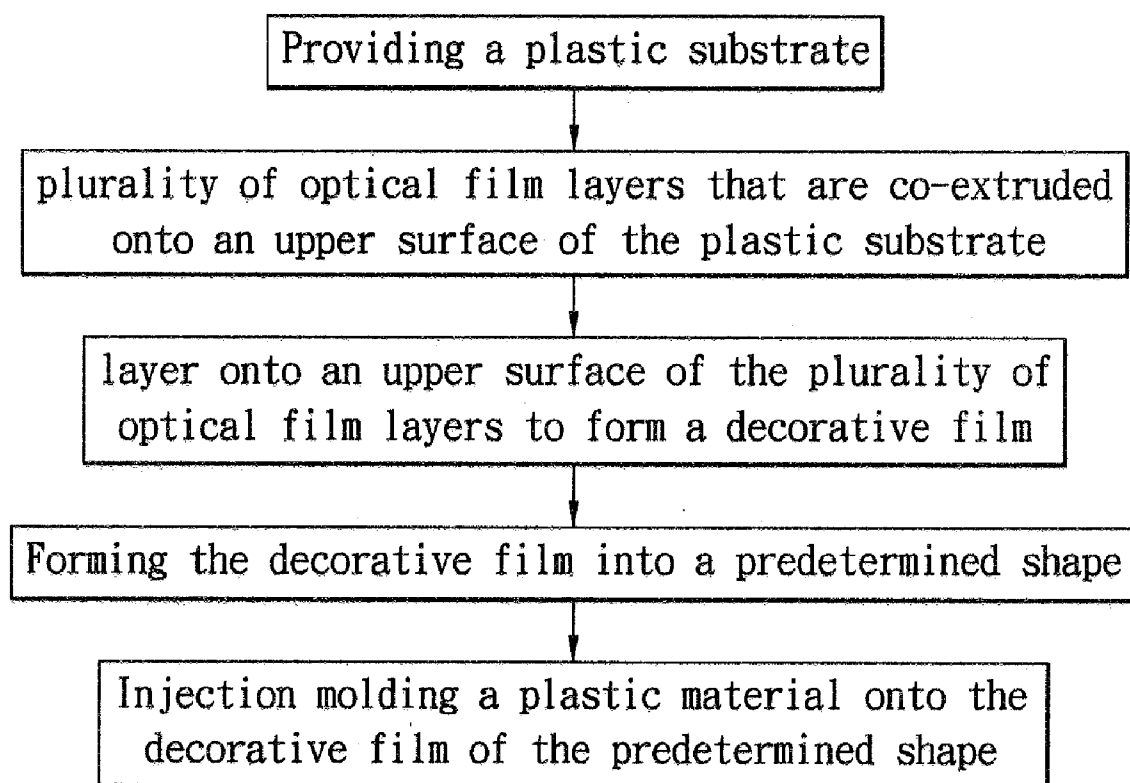 Providing a plastic substrate
plurality of optical film layers that are co-extruded
onto an upper surface of the plastic substrate
layer onto an upper surface of the plurality of
optical film layers to form a decorative film
Forming the decorative film into a predetermined shape
Injection molding a plastic material onto the
decorative film of the predetermined shape